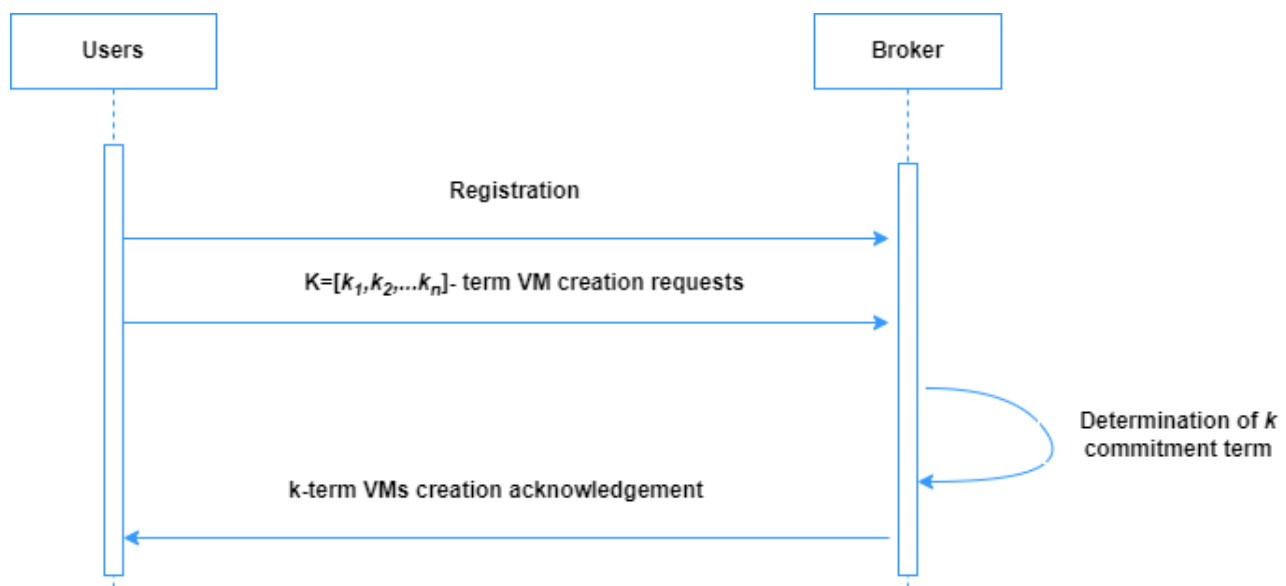 Users
Broker
Registration
K=[k₁,k₂,...kₙ]- term VM creation requests
Determination of k
commitment term
k-term VMs creation acknowledgement